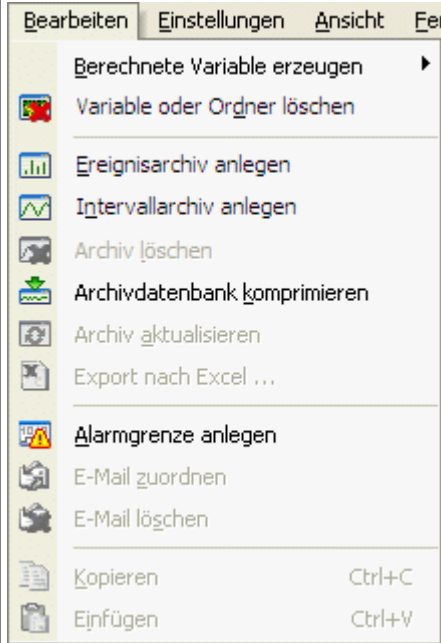 Bearbeiten Einstellungen Ansicht
Berechnete Variable erzeugen
Variable oder Ordner löschen
Ereignisarchiv anlegen
Intervallarchiv anlegen
Archiv löschen
Archivdatenbank komprimieren
Archiv aktualisieren
Export nach Excel ...
Alarmgrenze anlegen
E-Mail zuordnen
E-Mail löschen
Kopieren Ctrl+C
Einfügen Ctrl+V